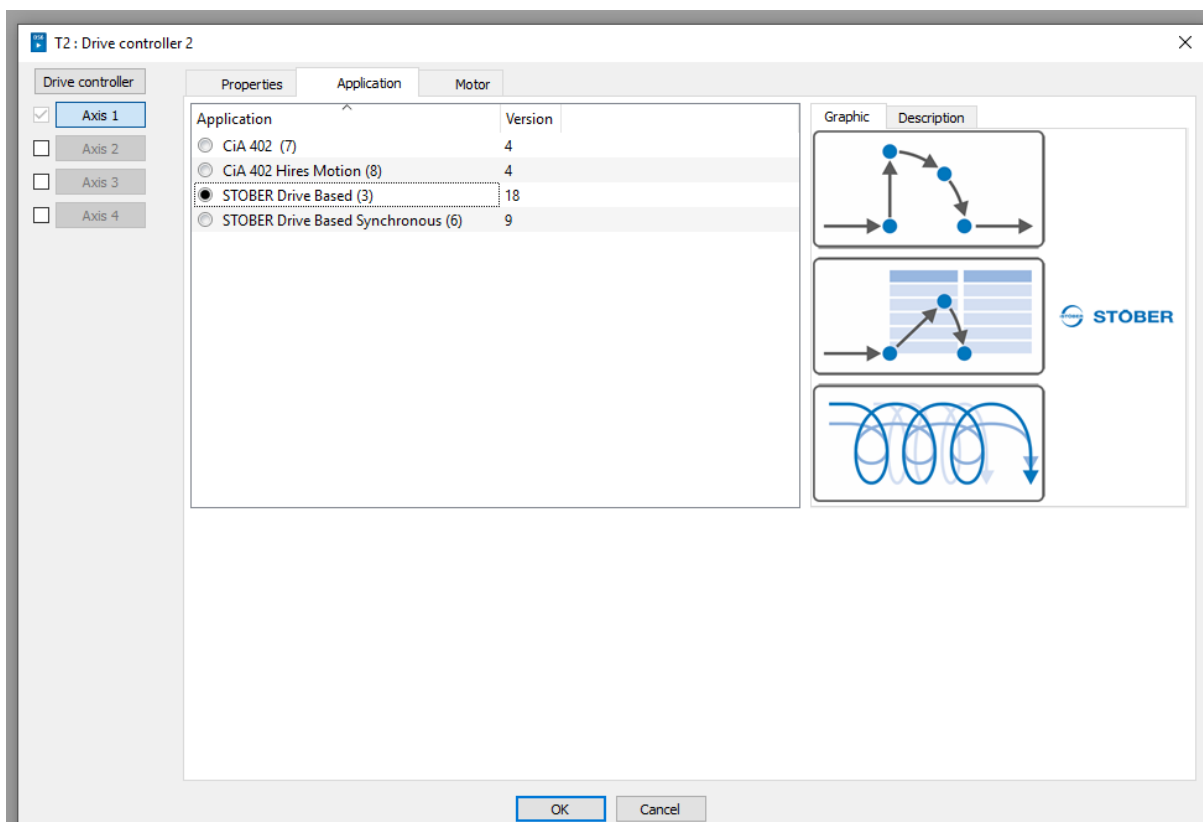 T2 : Drive controller 2
Drive controller
Axis 1
Axis 2
Axis 3
Axis 4
Properties Application Motor
Application Version
CiA 402 (7) 4
CiA 402 Hires Motion (8) 4
STOBER Drive Based (3) 18
STOBER Drive Based Synchronous (6) 9
Graphic Description
STOBER
OK Cancel